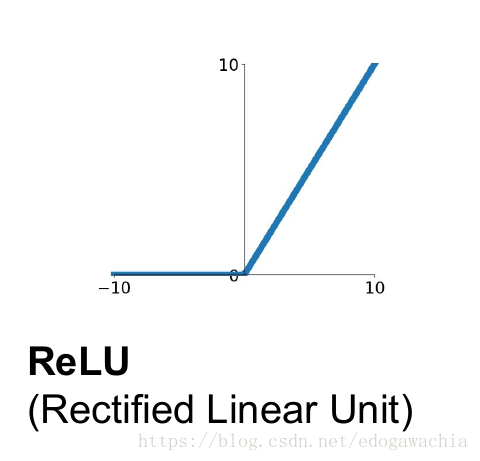 10
0
−10
10
ReLU
(Rectified Linear Unit)
https://blog.csdn.net/edogawachia